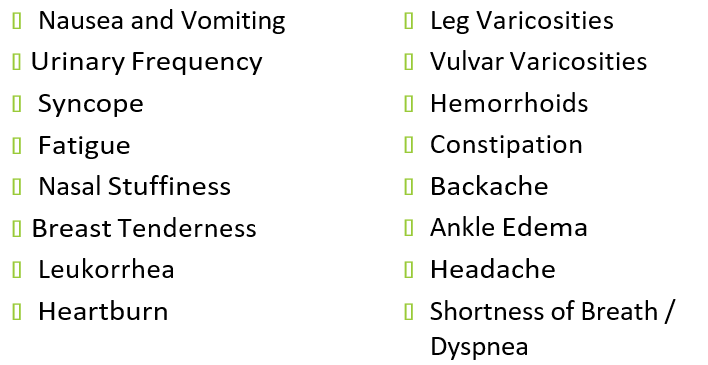 Nausea and Vomiting
Urinary Frequency
Syncope
Fatigue
Nasal Stuffiness
Breast Tenderness
Leukorrhea
Heartburn
Leg Varicosities
Vulvar Varicosities
Hemorrhoids
Constipation
Backache
Ankle Edema
Headache
Shortness of Breath /
Dyspnea